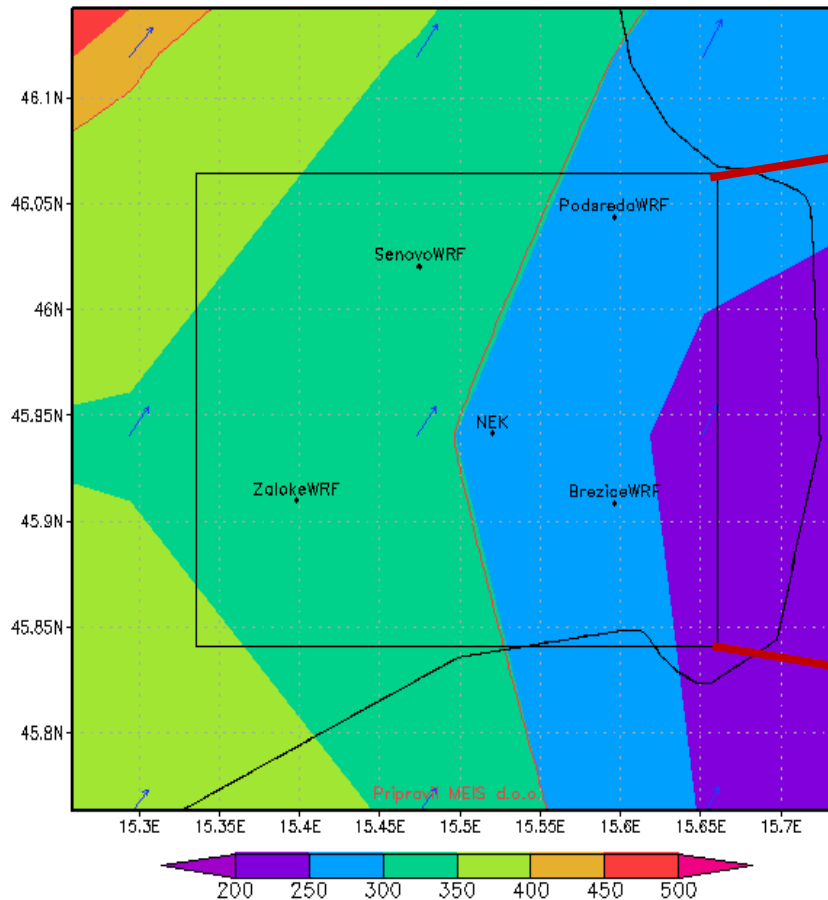 46.1N
46.05N
PodsredaWRF
SenovoWRF
46N
45.95N
NEK
ZalokeWRF
BreziceWRF
45.9N
45.85N
45.8N
Pripravil MEIS d.o.o.
15.3E 15.35E 15.4E 15.45E 15.5E 15.55E 15.6E 15.65E 15.7E
200 250 300 350 400 450 500